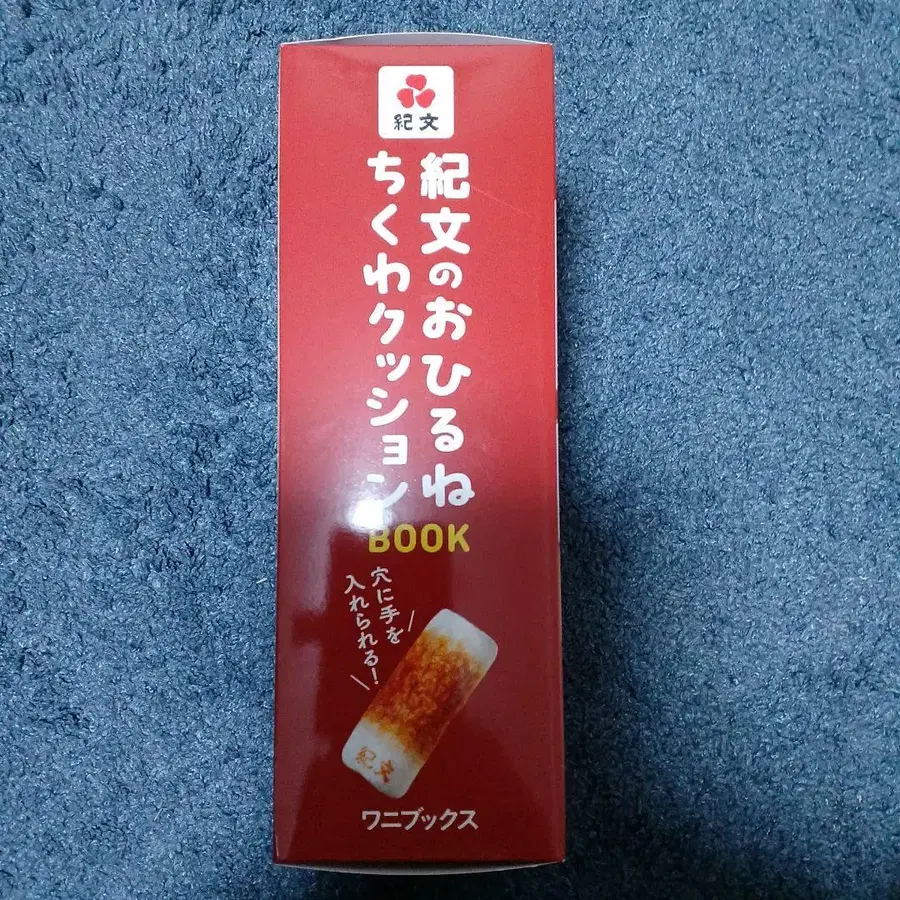 紀文
紀文のおひるね
ちくわクッション
BOOK
穴に手を
入れられる！
紀文
ワニブックス